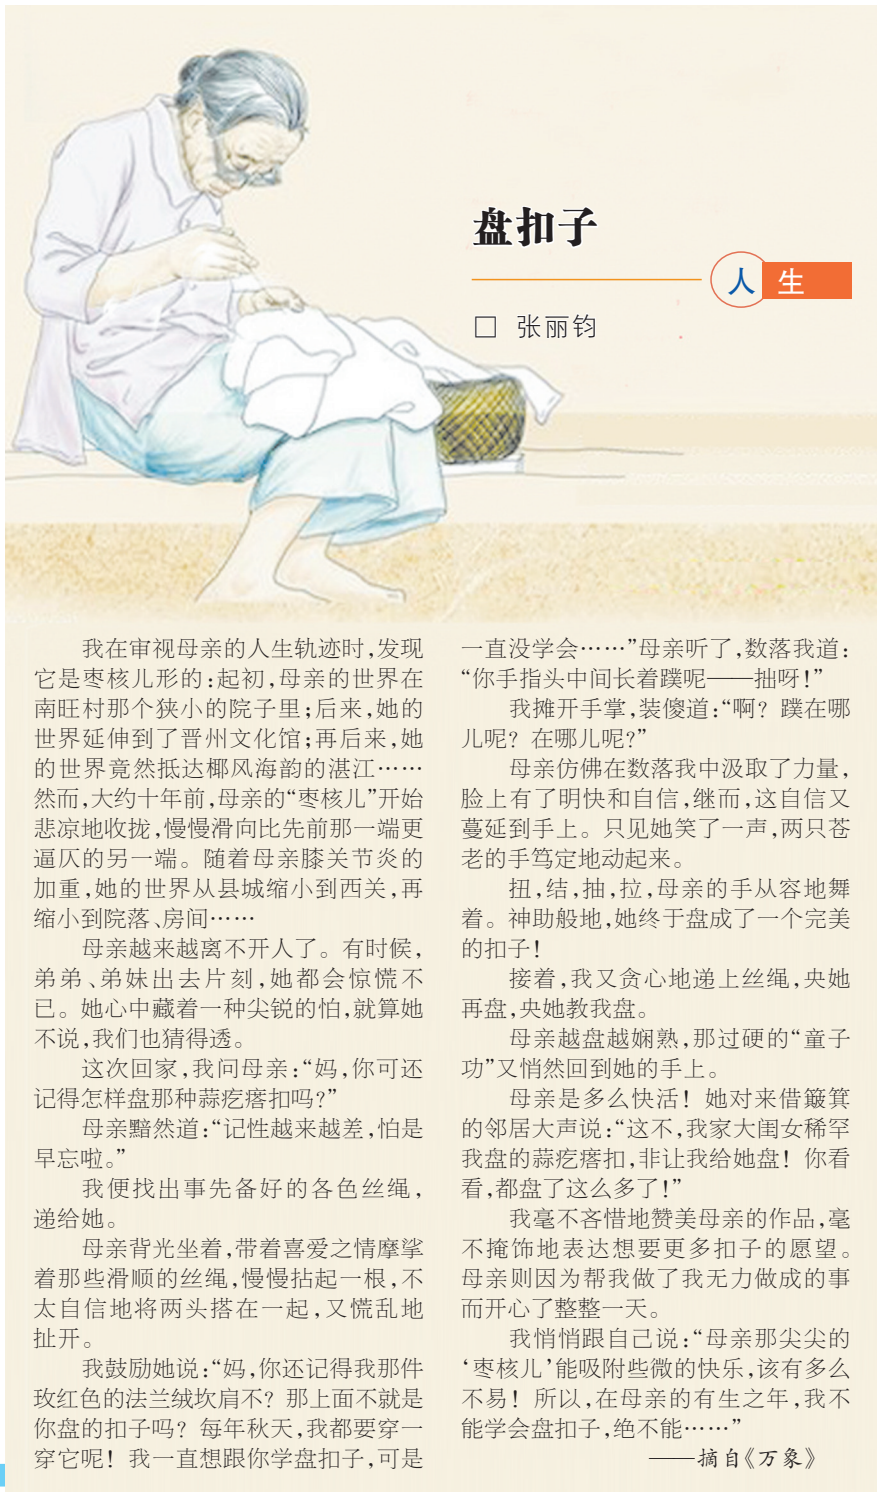 盘扣子
人生
□ 张丽钧
我在审视母亲的人生轨迹时,发现
它是枣核儿形的:起初,母亲的世界在
南旺村那个狭小的院子里;后来,她的
世界延伸到了晋州文化馆;再后来,她
的世界竟然抵达椰风海韵的湛江……
然而,大约十年前,母亲的“枣核儿”开始
悲凉地收拢,慢慢滑向比先前那一端更
逼仄的另一端。随着母亲膝关节炎的
加重,她的世界从县城缩小到西关,再
缩小到院落、房间……
母亲越来越离不开人了。有时候,
弟弟、弟妹出去片刻,她都会惊慌不
已。她心中藏着一种尖锐的怕,就算她
不说,我们也猜得透。
这次回家,我问母亲:“妈,你可还
记得怎样盘那种蒜疙瘩扣吗?”
母亲黯然道:“记性越来越差,怕是
早忘啦。”
我便找出事先备好的各色丝绳,
递给她。
母亲背光坐着,带着喜爱之情摩挲
着那些滑顺的丝绳,慢慢拈起一根,不
太自信地将两头搭在一起,又慌乱地
扯开。
我鼓励她说:“妈,你还记得我那件
玫红色的法兰绒坎肩不?那上面不就是
你盘的扣子吗?每年秋天,我都要穿一
穿它呢!我一直想跟你学盘扣子,可是
一直没学会……”母亲听了,数落我道:
“你手指头中间长着蹼呢——拙呀!”
我摊开手掌,装傻道:“啊?蹼在哪
儿呢?在哪儿呢?”
母亲仿佛在数落我中汲取了力量,
脸上有了明快和自信,继而,这自信又
蔓延到手上。只见她笑了一声,两只苍
老的手笃定地动起来。
扭,结,抽,拉,母亲的手从容地舞
着。神助般地,她终于盘成了一个完美
的扣子!
接着,我又贪心地递上丝绳,央她
再盘,央她教我盘。
母亲越盘越娴熟,那过硬的“童子
功”又悄然回到她的手上。
母亲是多么快活!她对来借簸箕
的邻居大声说:“这不,我家大闺女稀罕
我盘的蒜疙瘩扣,非让我给她盘!你看
看,都盘了这么多了!”
我毫不吝惜地赞美母亲的作品,毫
不掩饰地表达想要更多扣子的愿望。
母亲则因为帮我做了我无力做成的事
而开心了整整一天。
我悄悄跟自己说:“母亲那尖尖的
‘枣核儿’能吸附些微的快乐,该有多么
不易!所以,在母亲的有生之年,我不
能学会盘扣子,绝不能……”
——摘自《万象》